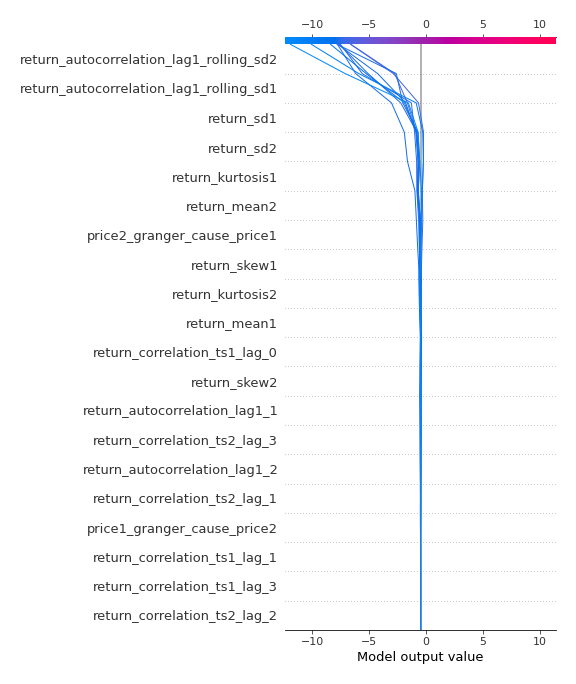 −10 −5 0 5 10
return_autocorrelation_lag1_rolling_sd2
return_autocorrelation_lag1_rolling_sd1
return_sd1
return_sd2
return_kurtosis1
return_mean2
price2_granger_cause_price1
return_skew1
return_kurtosis2
return_mean1
return_correlation_ts1_lag_0
return_skew2
return_autocorrelation_lag1_1
return_correlation_ts2_lag_3
return_autocorrelation_lag1_2
return_correlation_ts2_lag_1
price1_granger_cause_price2
return_correlation_ts1_lag_1
return_correlation_ts1_lag_3
return_correlation_ts2_lag_2
−10 −5 0 5 10
Model output value